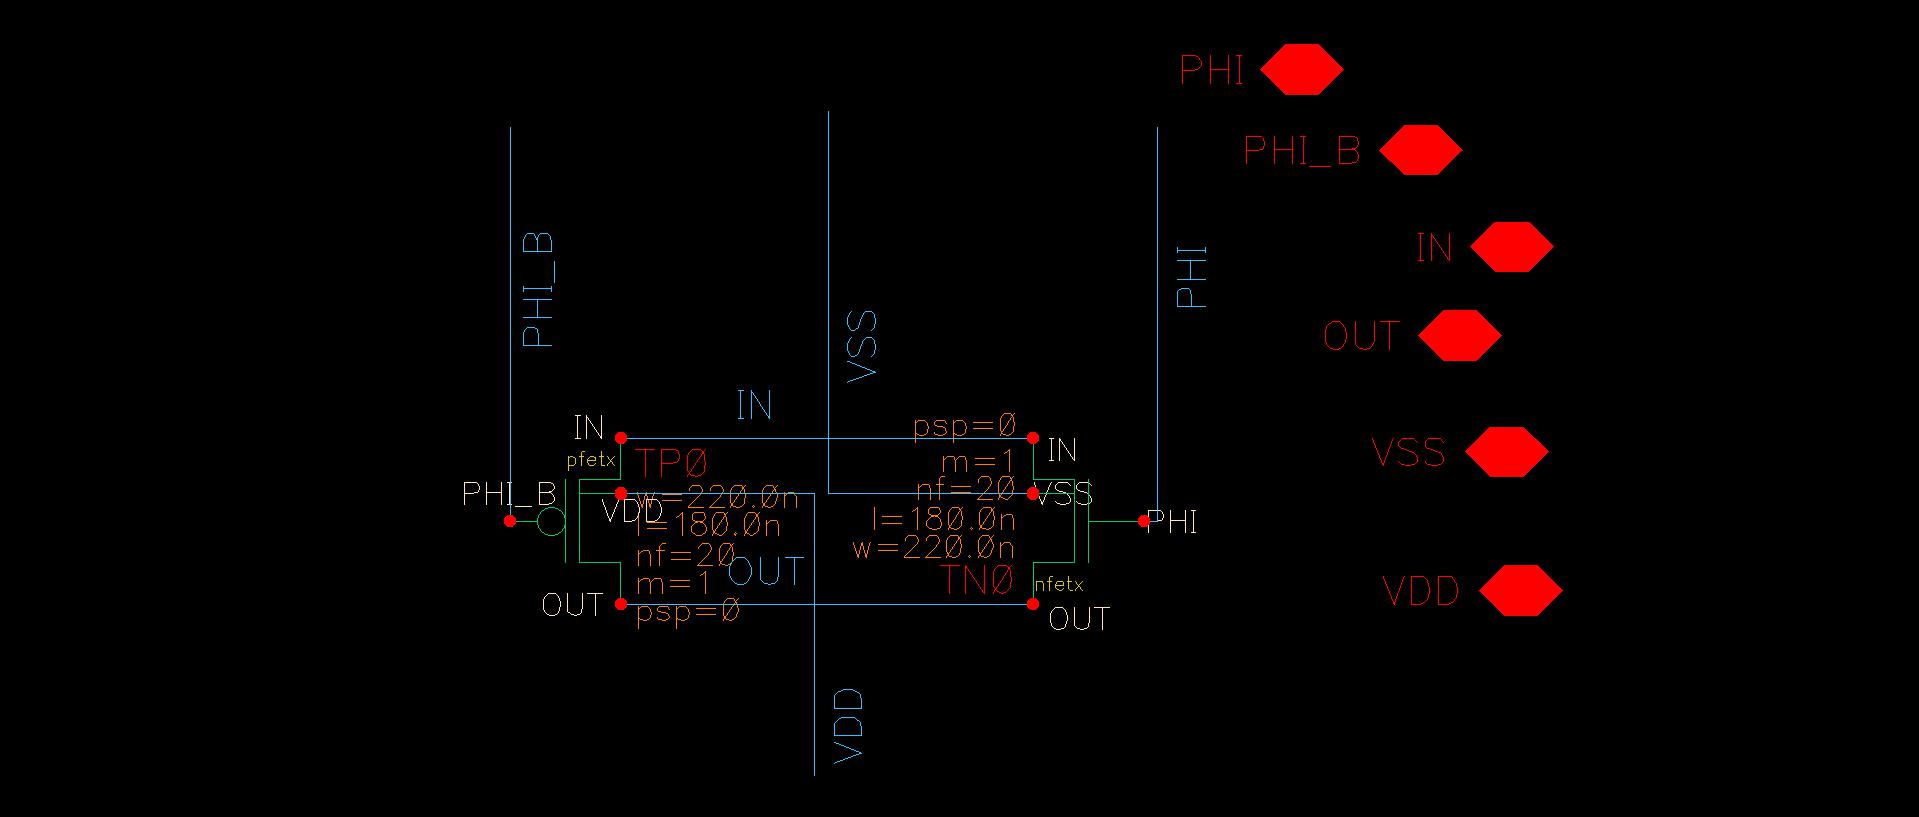 PHI
PHI_B
IN
OUT
VSS
VDD
PHI_B
VSS
PHI
IN
IN
pfetx
TP0
PHI_B
VDD
w=220.0n
l=180.0n
nf=20
m=1
psp=0
OUT
OUT
psp=0
m=1
nf=20
l=180.0n
w=220.0n
TN0
IN
VSS
PHI
nfetx
OUT
VDD